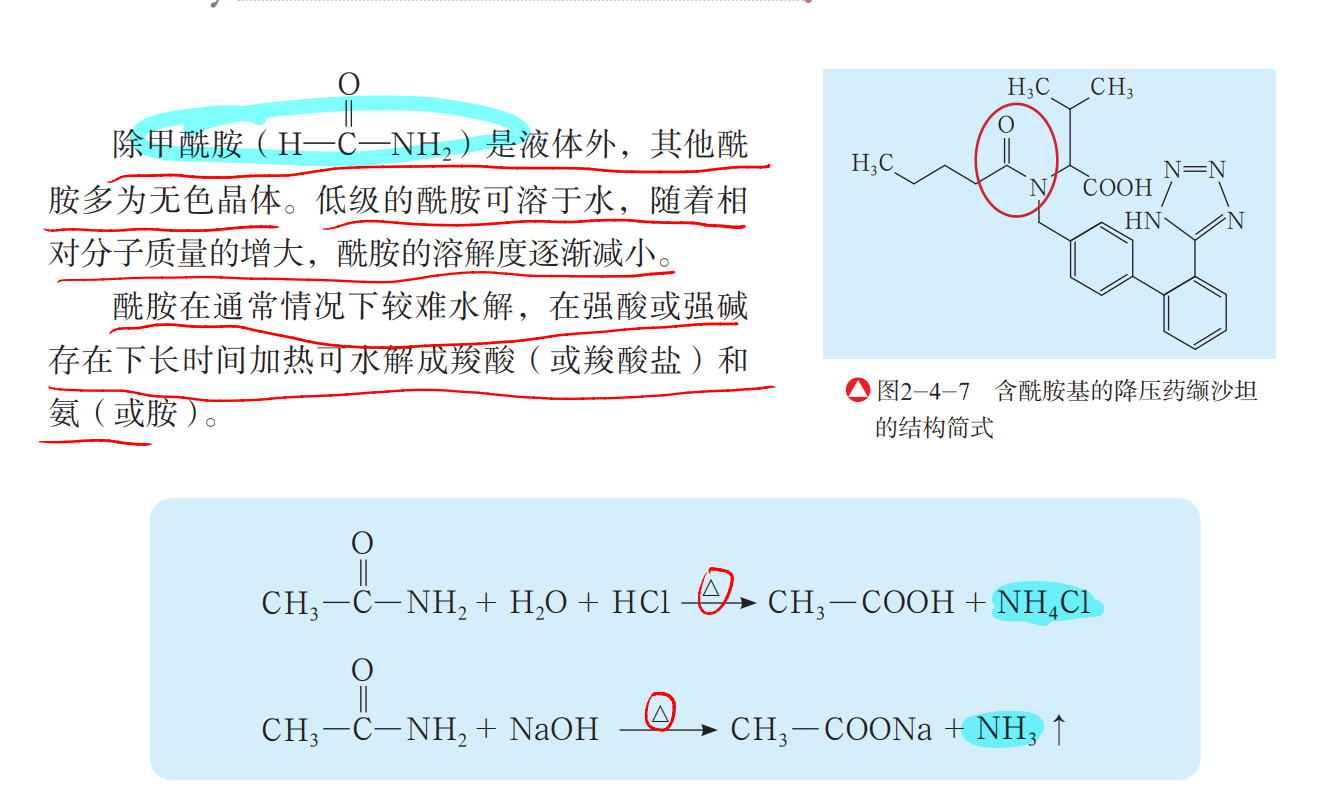 O
除甲酰胺（H—C—NH₂）是液体外，其他酰
胺多为无色晶体。低级的酰胺可溶于水，随着相
对分子质量的增大，酰胺的溶解度逐渐减小。
酰胺在通常情况下较难水解，在强酸或强碱
存在下长时间加热可水解成羧酸（或羧酸盐）和
氨（或胺）。
H₃C CH₃
O
H₃C
N
COOH
N=N
HN N
图2-4-7 含酰胺基的降压药缬沙坦
的结构简式
O
CH₃—C—NH₂ + H₂O + HCl △→ CH₃—COOH + NH₄Cl
O
CH₃—C—NH₂ + NaOH △→ CH₃—COONa + NH₃↑